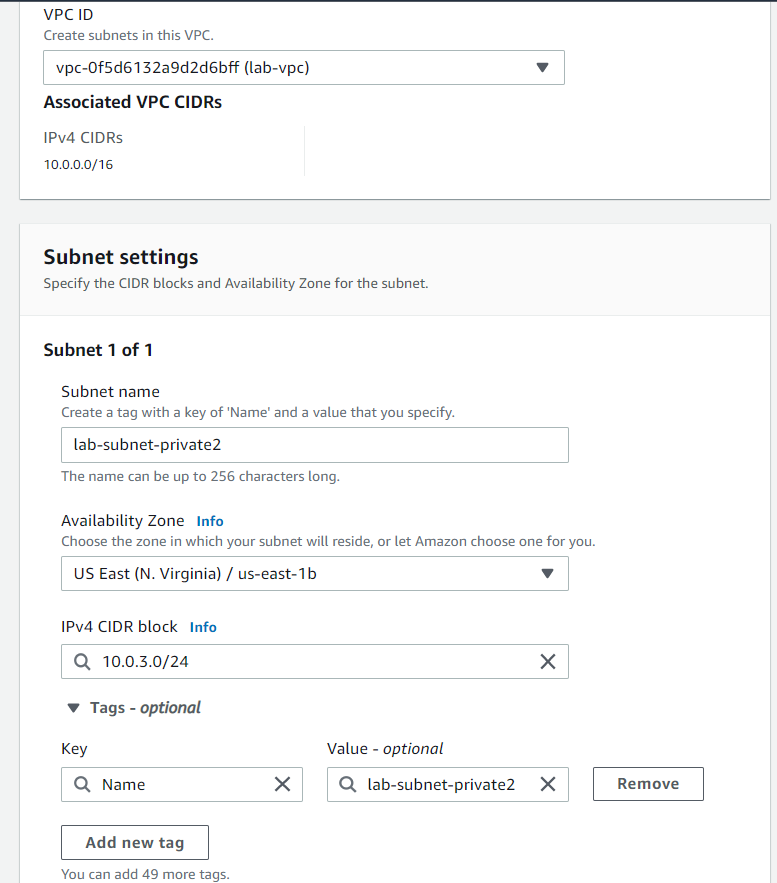 VPC ID
Create subnets in this VPC.
vpc-0f5d6132a9d2d6bff (lab-vpc)
Associated VPC CIDRs
IPv4 CIDRs
10.0.0.0/16
Subnet settings
Specify the CIDR blocks and Availability Zone for the subnet.
Subnet 1 of 1
Subnet name
Create a tag with a key of 'Name' and a value that you specify.
lab-subnet-private2
The name can be up to 256 characters long.
Availability Zone Info
Choose the zone in which your subnet will reside, or let Amazon choose one for you.
US East (N. Virginia) / us-east-1b
IPv4 CIDR block Info
10.0.3.0/24
Tags - optional
Key Value - optional
Name lab-subnet-private2 Remove
Add new tag
You can add 49 more tags.